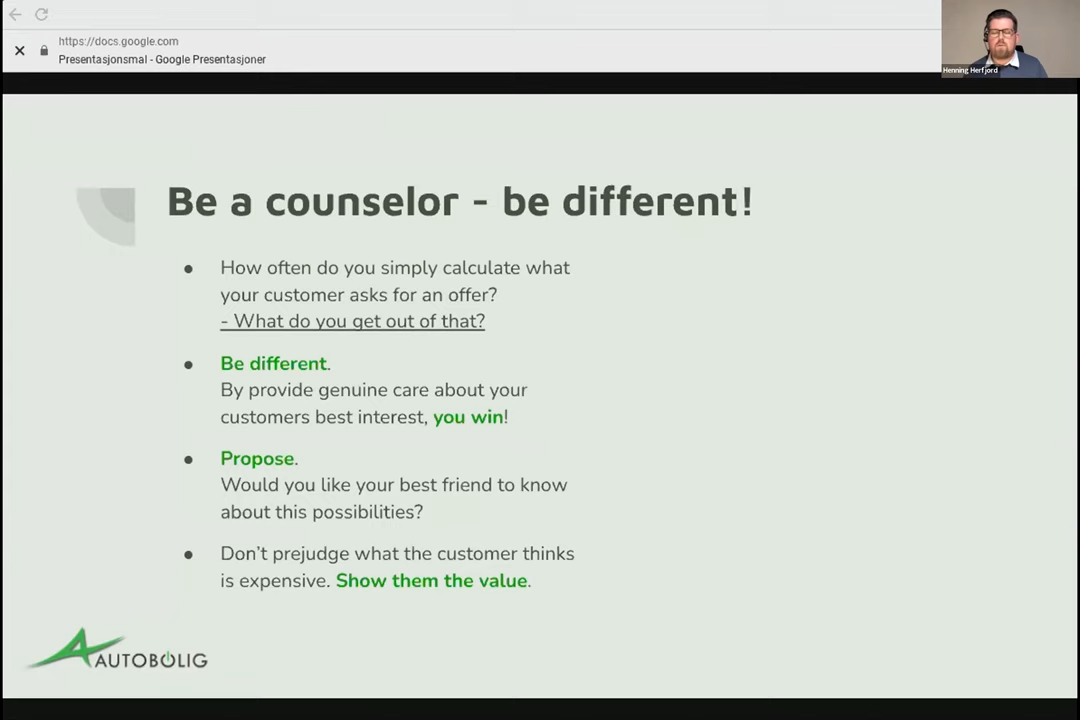 https://docs.google.com
Presentasjonsmal - Google Presentasjoner
Henning Herfjord
Be a counselor - be different!
How often do you simply calculate what
your customer asks for an offer?
- What do you get out of that?
Be different.
By provide genuine care about your
customers best interest, you win!
Propose.
Would you like your best friend to know
about this possibilities?
Don't prejudge what the customer thinks
is expensive. Show them the value.
AUTOBOLIG